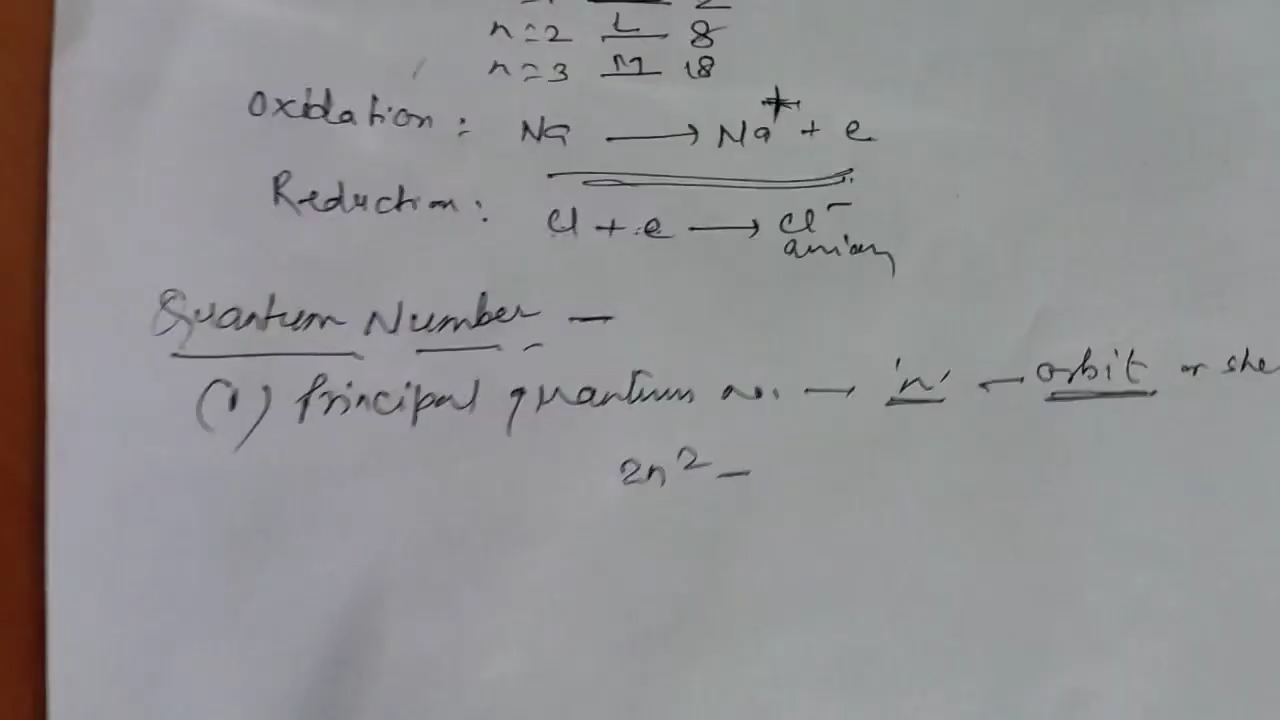 n=2 L 8
n=3 M 18
Oxidation: Na → Na⁺ + e
Reduction: Cl + e → Cl⁻
anion
Quantum Number -
(1) Principal quantum no. → 'n' - orbit or she
2n² -